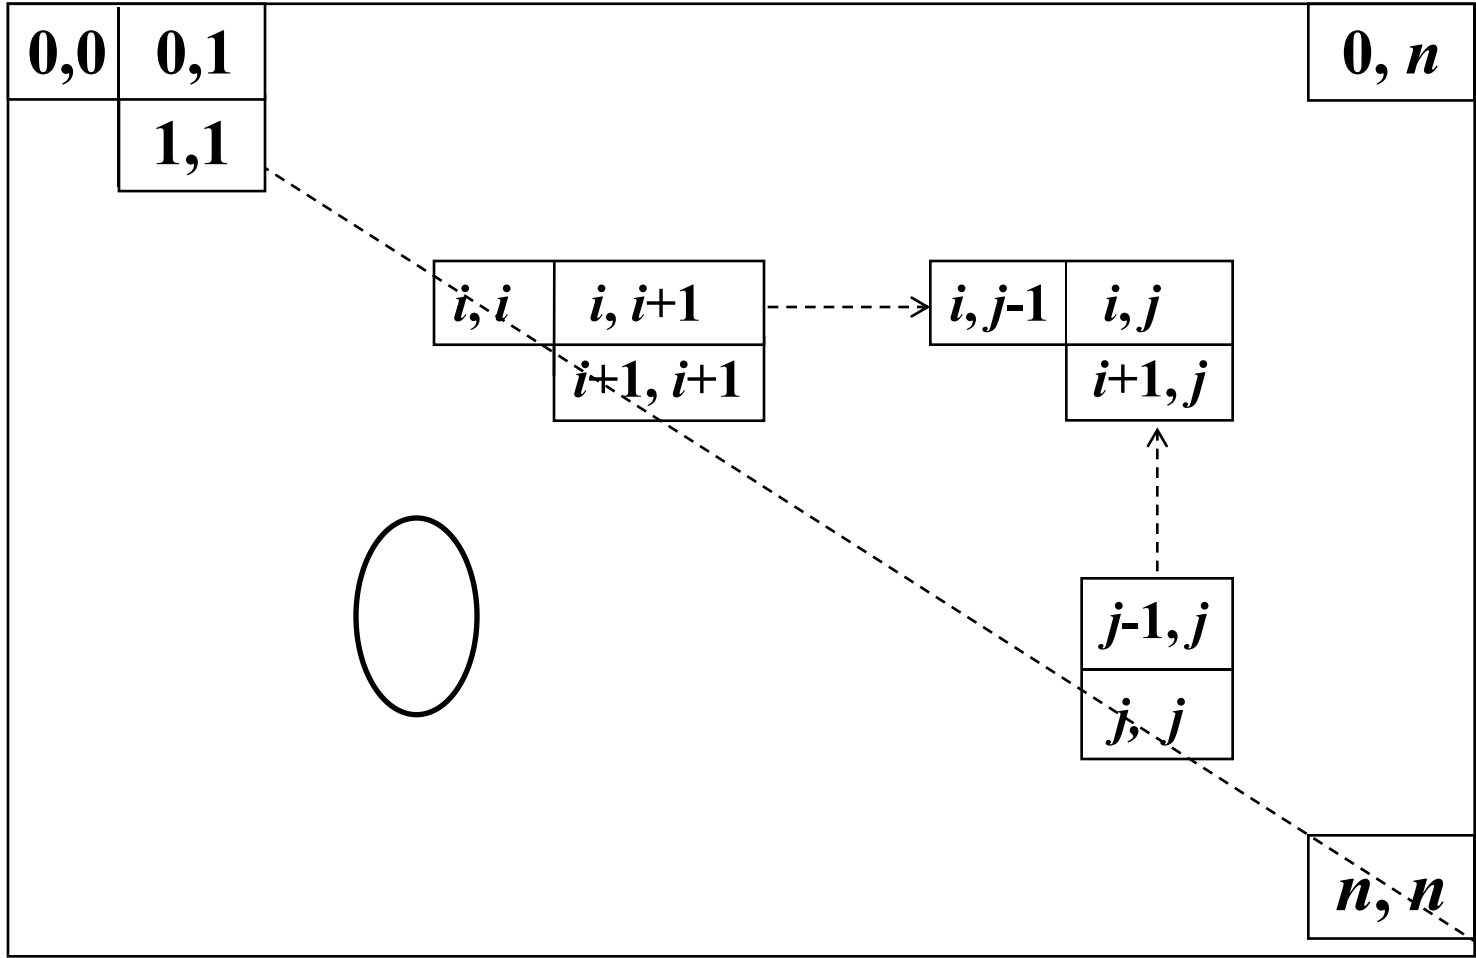 0,0 0,1 0, n
1,1
i, i i, i+1 i, j-1 i, j
i+1, i+1 i+1, j
j-1, j
j, j
n, n